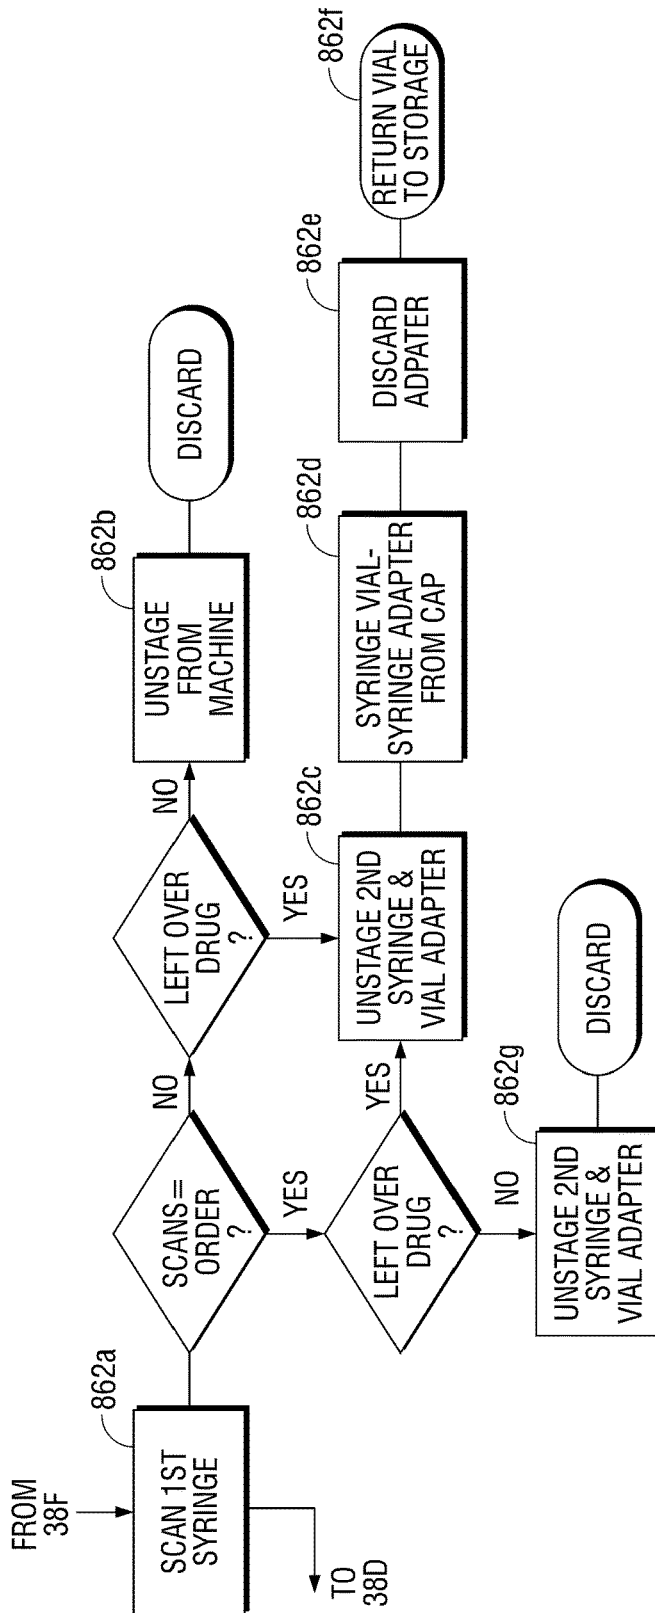 FROM
38F
862a
SCAN 1ST
SYRINGE
TO
38D
SCANS=
ORDER
?
NO
YES
LEFT OVER
DRUG
?
NO
YES
862b
UNSTAGE
FROM
MACHINE
DISCARD
LEFT OVER
DRUG
?
YES
NO
862c
UNSTAGE 2ND
SYRINGE &
VIAL ADAPTER
862d
SYRINGE VIAL-
SYRINGE ADAPTER
FROM CAP
862e
DISCARD
ADPATER
862f
RETURN VIAL
TO STORAGE
862g
UNSTAGE 2ND
SYRINGE &
VIAL ADAPTER
DISCARD